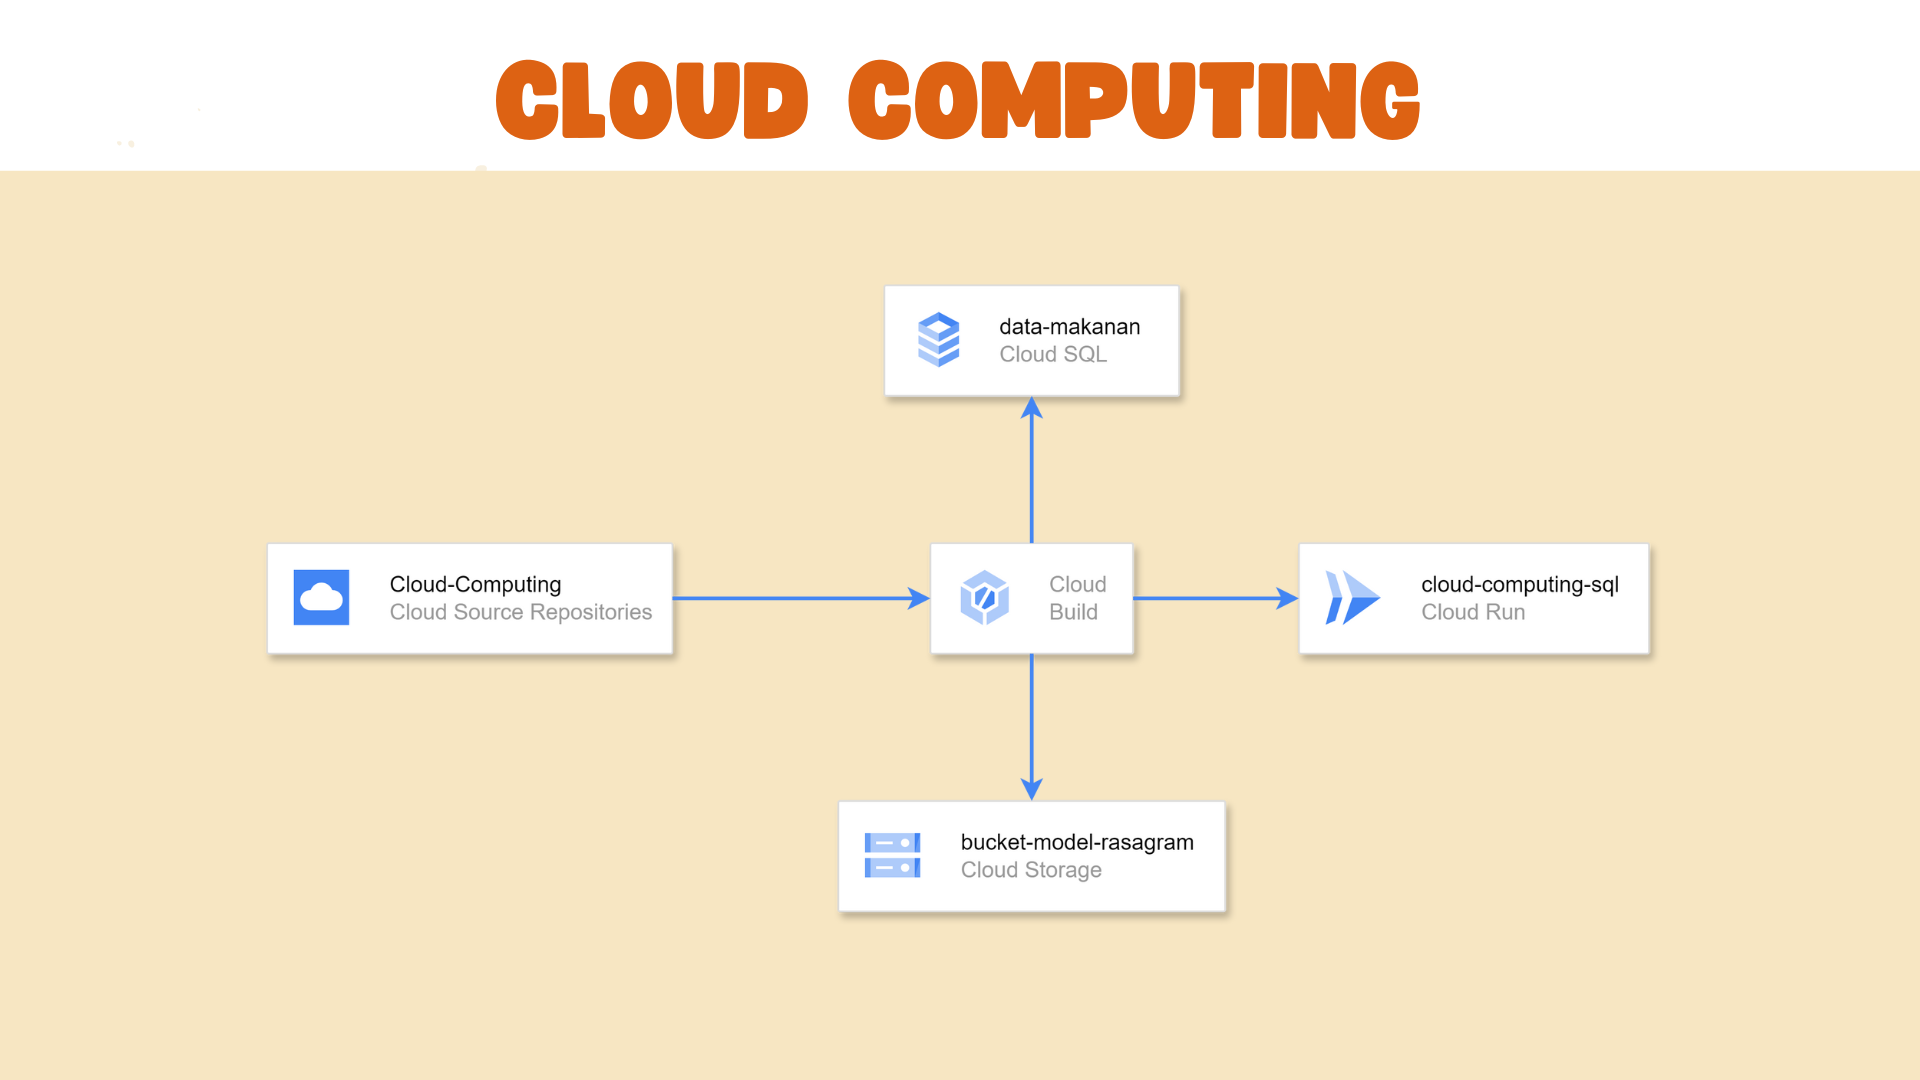 CLOUD COMPUTING
data-makanan
Cloud SQL
Cloud-Computing
Cloud Source Repositories
Cloud
Build
cloud-computing-sql
Cloud Run
bucket-model-rasagram
Cloud Storage